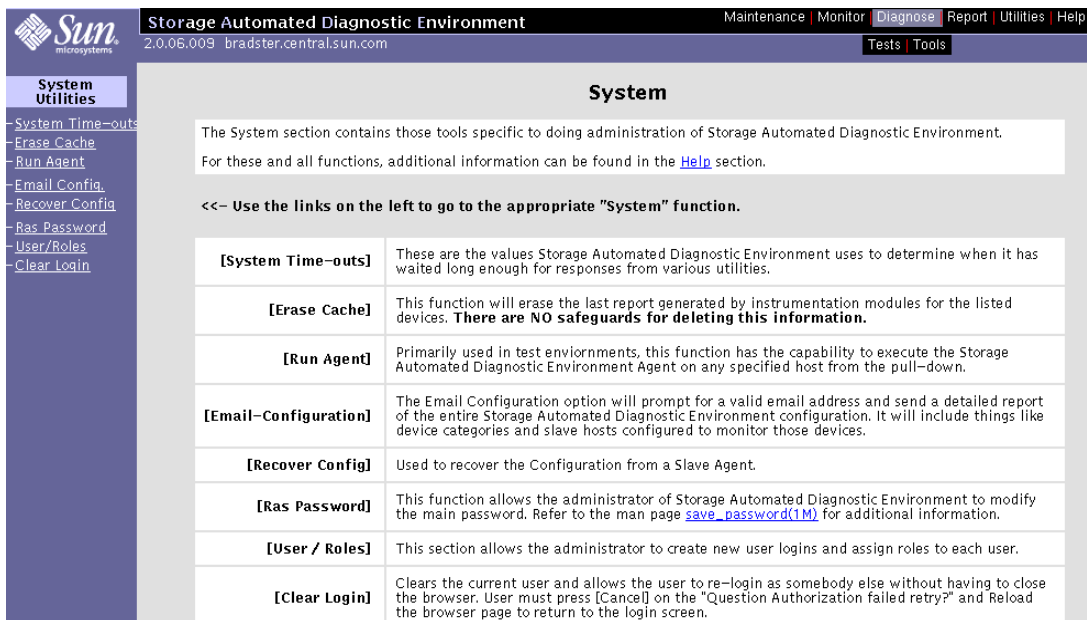 Sun
microsystems
Storage Automated Diagnostic Environment
Maintenance | Monitor | Diagnose | Report | Utilities | Help
2.0.06.009 bradster.central.sun.com
Tests | Tools
System
Utilities
System Time-outs
Erase Cache
Run Agent
Email Config.
Recover Config
Ras Password
User/Roles
Clear Login
System
The System section contains those tools specific to doing administration of Storage Automated Diagnostic Environment.
For these and all functions, additional information can be found in the Help section.
<<- Use the links on the left to go to the appropriate "System" function.
[System Time-outs]
These are the values Storage Automated Diagnostic Environment uses to determine when it has
waited long enough for responses from various utilities.
[Erase Cache]
This function will erase the last report generated by instrumentation modules for the listed
devices. There are NO safeguards for deleting this information.
[Run Agent]
Primarily used in test enviornments, this function has the capability to execute the Storage
Automated Diagnostic Environment Agent on any specified host from the pull-down.
[Email-Configuration]
The Email Configuration option will prompt for a valid email address and send a detailed report
of the entire Storage Automated Diagnostic Environment configuration. It will include things like
device categories and slave hosts configured to monitor those devices.
[Recover Config]
Used to recover the Configuration from a Slave Agent.
[Ras Password]
This function allows the administrator of Storage Automated Diagnostic Environment to modify
the main password. Refer to the man page save_password(1M) for additional information.
[User / Roles]
This section allows the administrator to create new user logins and assign roles to each user.
[Clear Login]
Clears the current user and allows the user to re-login as somebody else without having to close
the browser. User must press [Cancel] on the "Question Authorization failed retry?" and Reload
the browser page to return to the login screen.